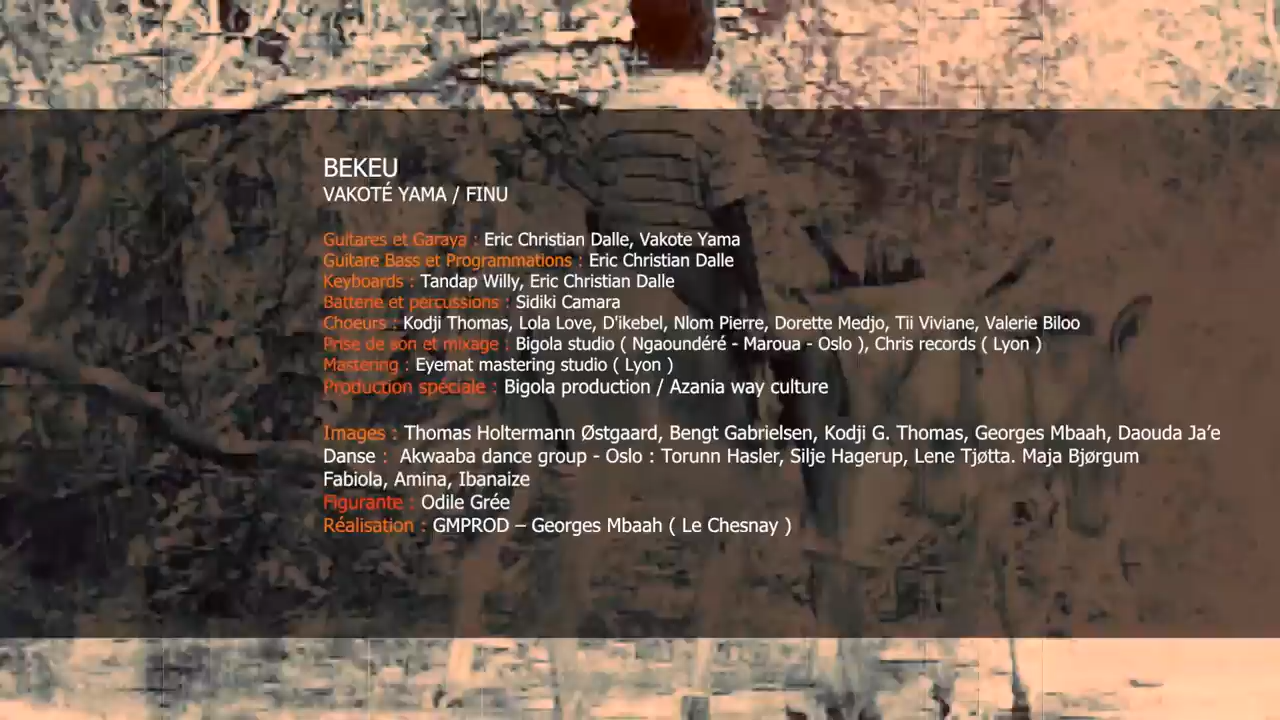 BEKEU
VAKOTÉ YAMA / FINU
Guitares et Garaya : Eric Christian Dalle, Vakote Yama
Guitare Bass et Programmations : Eric Christian Dalle
Keyboards : Tandap Willy, Eric Christian Dalle
Batterie et percussions : Sidiki Camara
Choeurs : Kodji Thomas, Lola Love, D'ikebel, Nlom Pierre, Dorette Medjo, Tii Viviane, Valerie Biloo
Prise de son et mixage : Bigola studio ( Ngaoundéré - Maroua - Oslo ), Chris records ( Lyon )
Mastering : Eyemat mastering studio ( Lyon )
Production spéciale : Bigola production / Azania way culture
Images : Thomas Holtermann Østgaard, Bengt Gabrielsen, Kodji G. Thomas, Georges Mbaah, Daouda Ja’e
Danse : Akwaaba dance group - Oslo : Torunn Hasler, Silje Hagerup, Lene Tjøtta. Maja Bjørgum
Fabiola, Amina, Ibanaize
Figurante : Odile Grée
Réalisation : GMPROD – Georges Mbaah ( Le Chesnay )